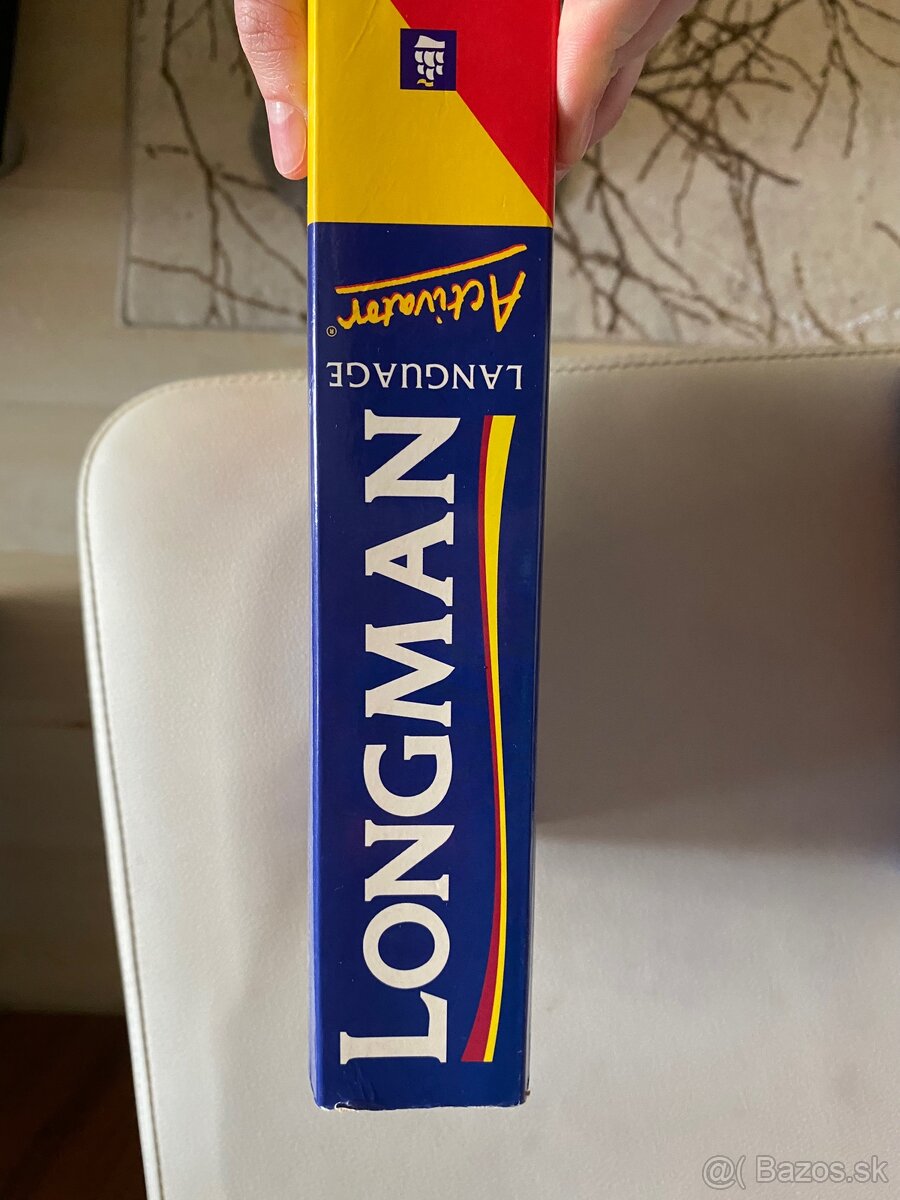 LONGMAN
LANGUAGE
Activator®
@( Bazos.sk